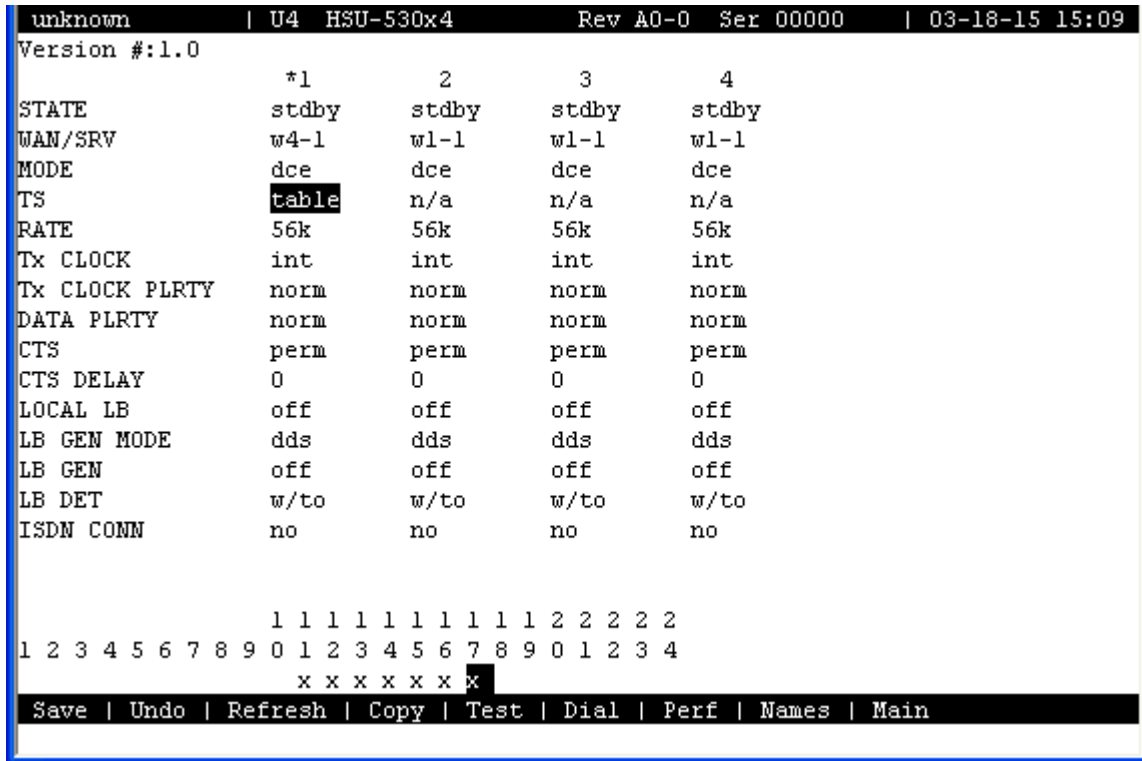 unknown | U4 HSU-530x4 Rev A0-0 Ser 00000 | 03-18-15 15:09
Version #:1.0
*1 2 3 4
STATE stdby stdby stdby stdby
WAN/SRV w4-1 w1-1 w1-1 w1-1
MODE dce dce dce dce
TS table n/a n/a n/a
RATE 56k 56k 56k 56k
Tx CLOCK int int int int
Tx CLOCK PLRTY norm norm norm norm
DATA PLRTY norm norm norm norm
CTS perm perm perm perm
CTS DELAY 0 0 0 0
LOCAL LB off off off off
LB GEN MODE dds dds dds dds
LB GEN off off off off
LB DET w/to w/to w/to w/to
ISDN CONN no no no no
1 1 1 1 1 1 1 1 1 1 2 2 2 2 2
1 2 3 4 5 6 7 8 9 0 1 2 3 4 5 6 7 8 9 0 1 2 3 4
x x x x x x x
Save | Undo | Refresh | Copy | Test | Dial | Perf | Names | Main